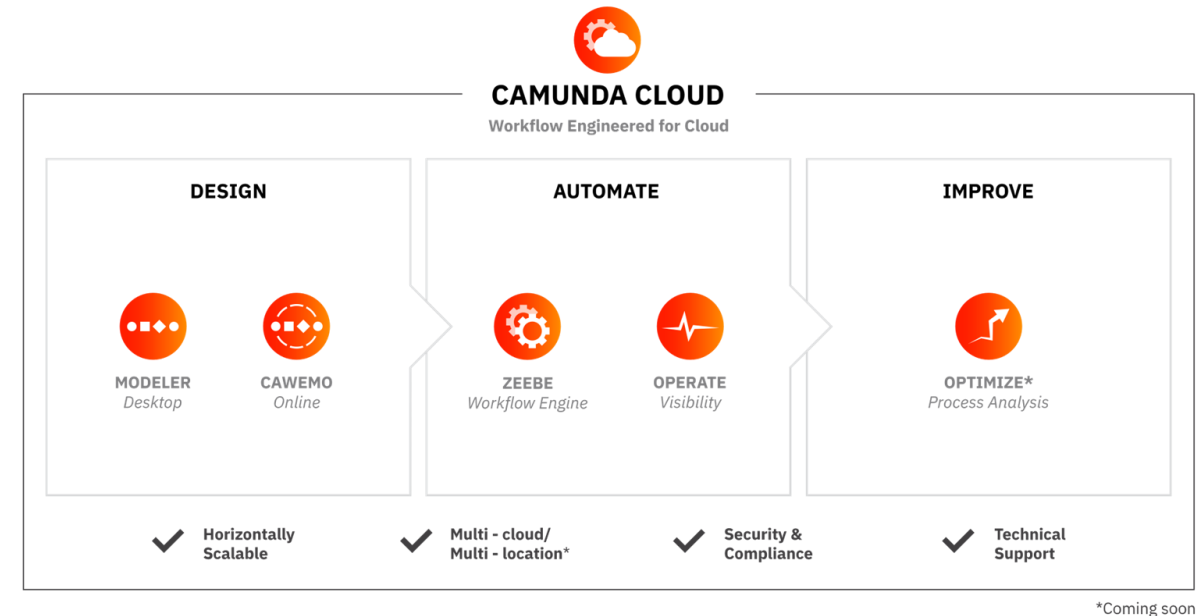 CAMUNDA CLOUD
Workflow Engineered for Cloud
DESIGN
MODELER
Desktop
CAWEMO
Online
AUTOMATE
ZEEBE
Workflow Engine
OPERATE
Visibility
IMPROVE
OPTIMIZE*
Process Analysis
Horizontally
Scalable
Multi - cloud/
Multi - location*
Security &
Compliance
Technical
Support
*Coming soon